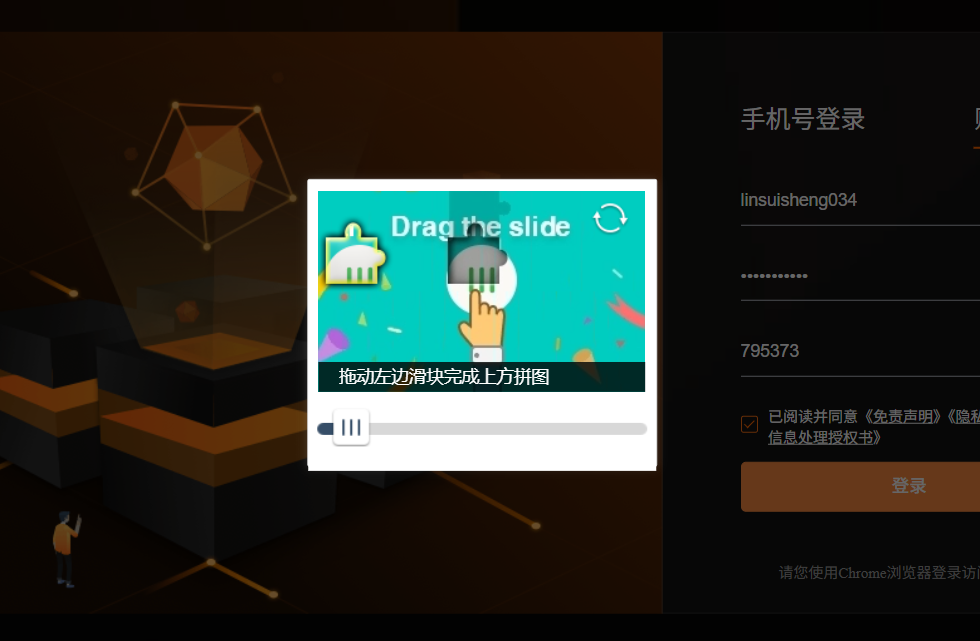 手机号登录
linsuisheng034
Drag the slide
795373
拖动左边滑块完成上方拼图
已阅读并同意《免责声明》《隐私
信息处理授权书》
登录
请您使用Chrome浏览器登录访问